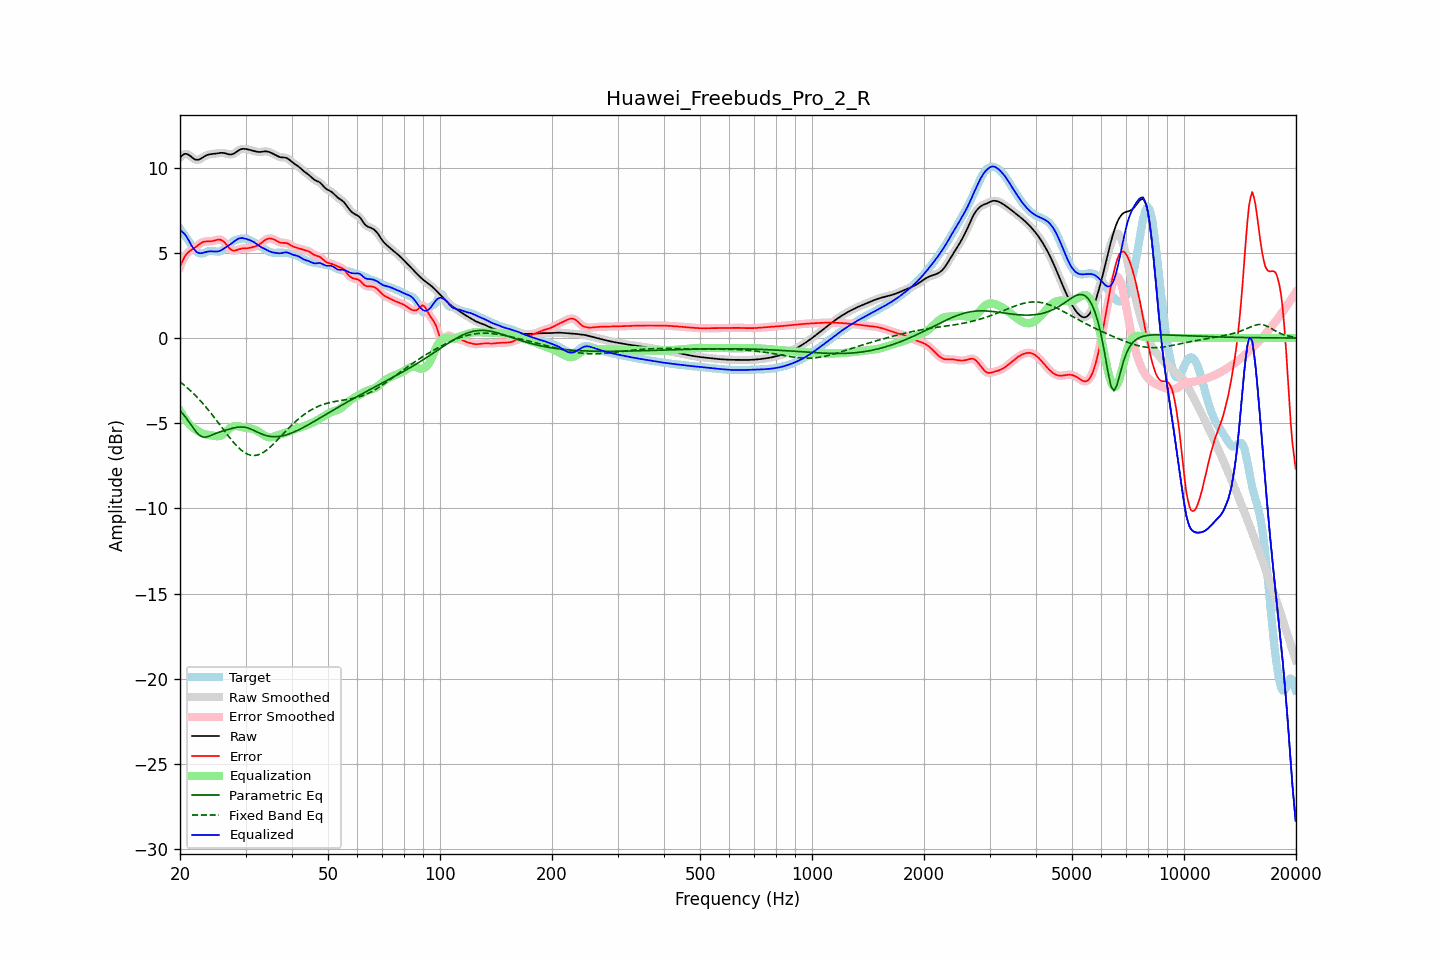 Huawei_Freebuds_Pro_2_R
10
5
0
−5
−10
−15
−20
−25
−30
Amplitude (dBr)
Target
Raw Smoothed
Error Smoothed
Raw
Error
Equalization
Parametric Eq
Fixed Band Eq
Equalized
20 50 100 200 500 1000 2000 5000 10000 20000
Frequency (Hz)